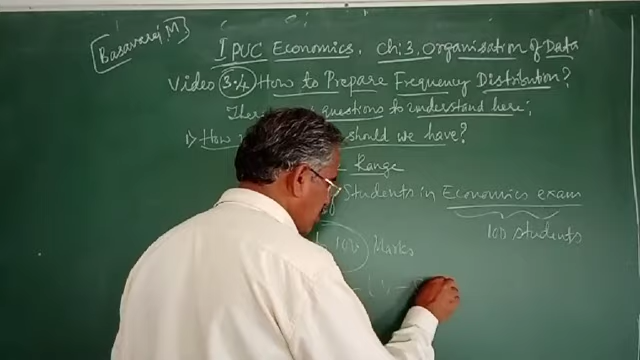 Basavaraj M
I PUC Economics. Ch:3. Organisation of Data
Video 3.4 How to Prepare Frequency Distribution?
questions to understand here;
1) How should we have?
- Range
Students in Economics exam
100 students
100 Marks